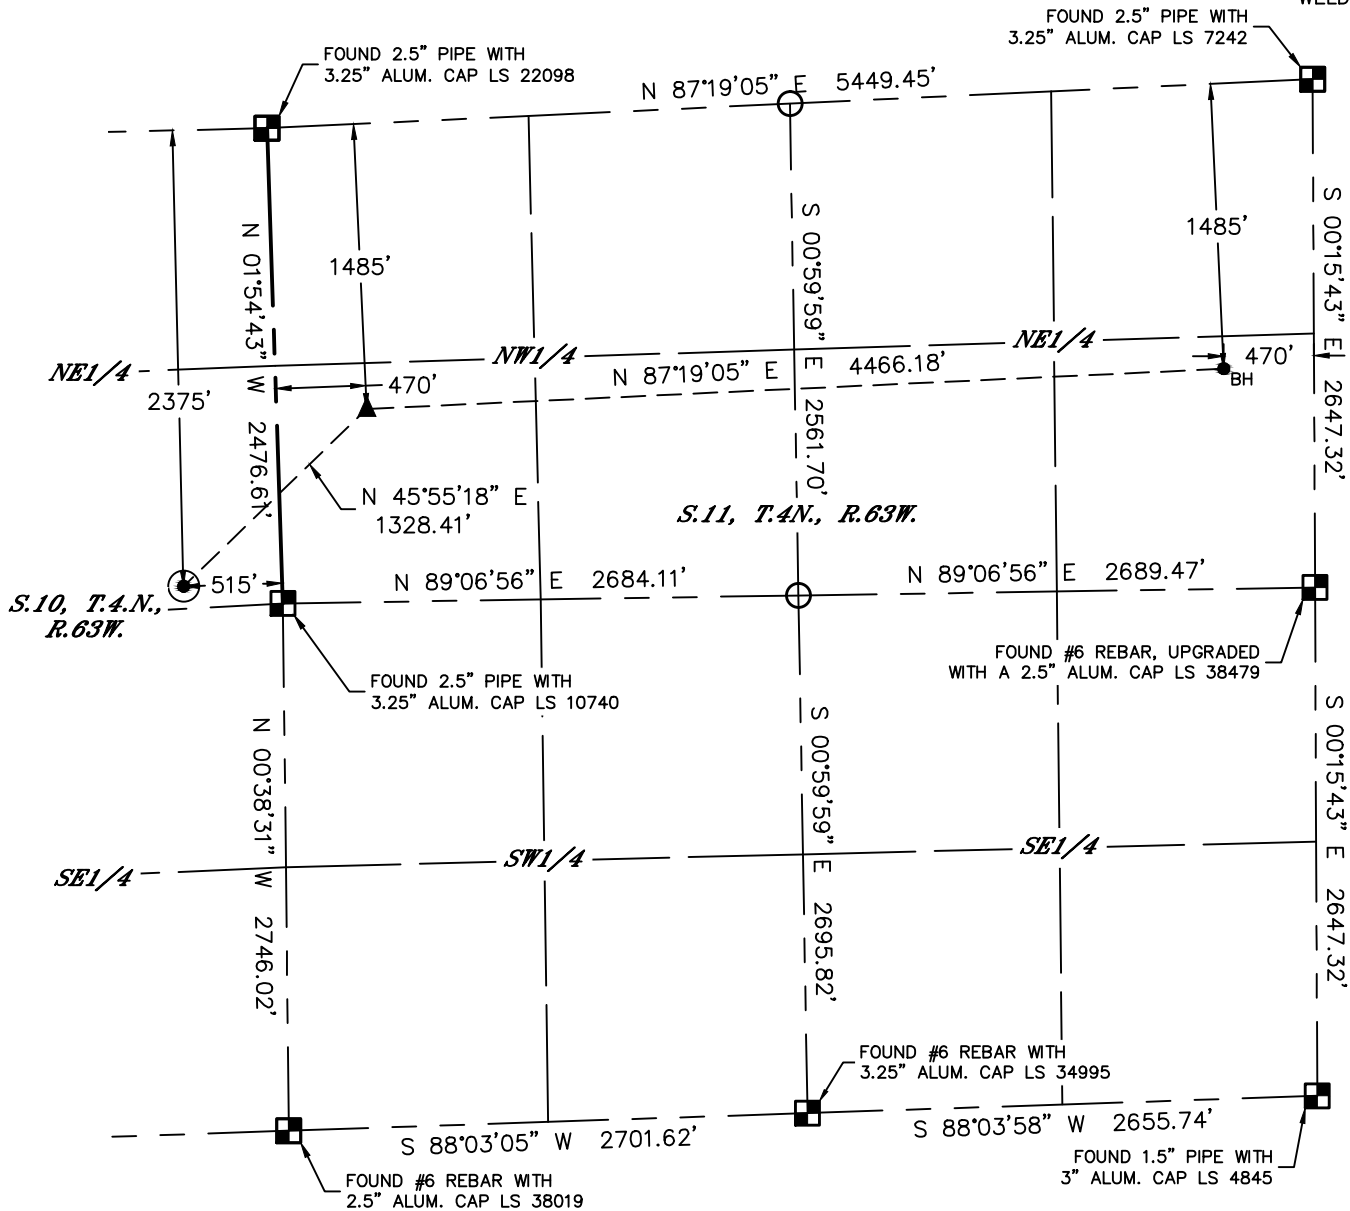 WELD
FOUND 2.5" PIPE WITH
3.25" ALUM. CAP LS 7242
FOUND 2.5" PIPE WITH
3.25" ALUM. CAP LS 22098
N 87°19'05" E 5449.45'
N 01°54'43" W 2476.61'
1485'
S 00°59'59" E 2561.70'
1485'
S 00°15'43" E 2647.32'
NE1/4
NW1/4
NE1/4
2375'
470'
N 87°19'05" E 4466.18'
470'
BH
N 45°55'18" E
1328.41'
S.11, T.4N., R.63W.
515'
N 89°06'56" E 2684.11'
N 89°06'56" E 2689.47'
S.10, T.4.N.,
R.63W.
FOUND #6 REBAR, UPGRADED
WITH A 2.5" ALUM. CAP LS 38479
FOUND 2.5" PIPE WITH
3.25" ALUM. CAP LS 10740
N 00°38'31" W 2746.02'
S 00°59'59" E 2695.82'
S 00°15'43" E 2647.32'
SE1/4
SW1/4
SE1/4
FOUND #6 REBAR WITH
3.25" ALUM. CAP LS 34995
S 88°03'05" W 2701.62'
S 88°03'58" W 2655.74'
FOUND 1.5" PIPE WITH
3" ALUM. CAP LS 4845
FOUND #6 REBAR WITH
2.5" ALUM. CAP LS 38019